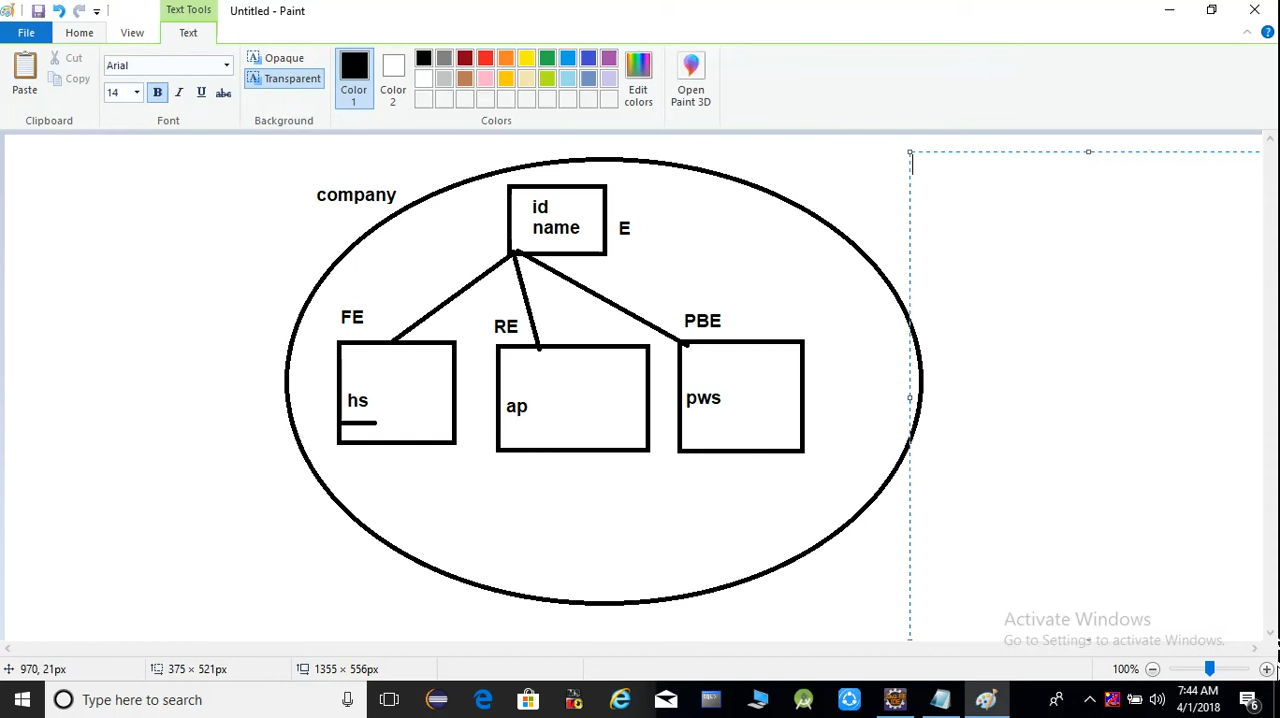 Text Tools
Untitled - Paint
File
Home
View
Text
Paste
Cut
Copy
Clipboard
Arial
14
B
I
U
abc
Font
Opaque
Transparent
Background
Color
1
Color
2
Edit
colors
Open
Paint 3D
Colors
company
id
name
E
FE
RE
PBE
hs
ap
pws
Activate Windows
Go to Settings to activate Windows.
970, 21px
375 × 521px
1355 × 556px
100%
Type here to search
7:44 AM
4/1/2018
6